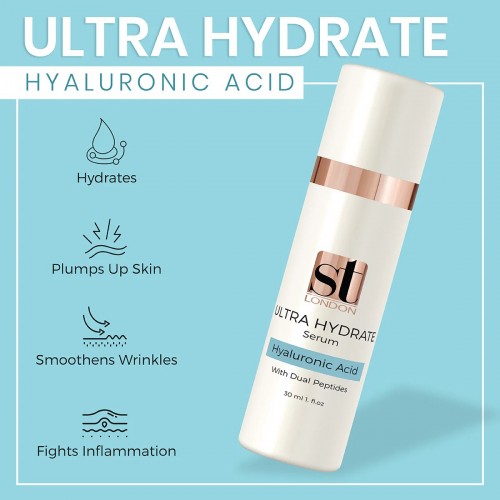 ULTRA HYDRATE
HYALURONIC ACID
Hydrates
Plumps Up Skin
Smoothens Wrinkles
Fights Inflammation
st
LONDON
ULTRA HYDRATE
Serum
Hyaluronic Acid
With Dual Peptides
30 ml 1. fl.oz